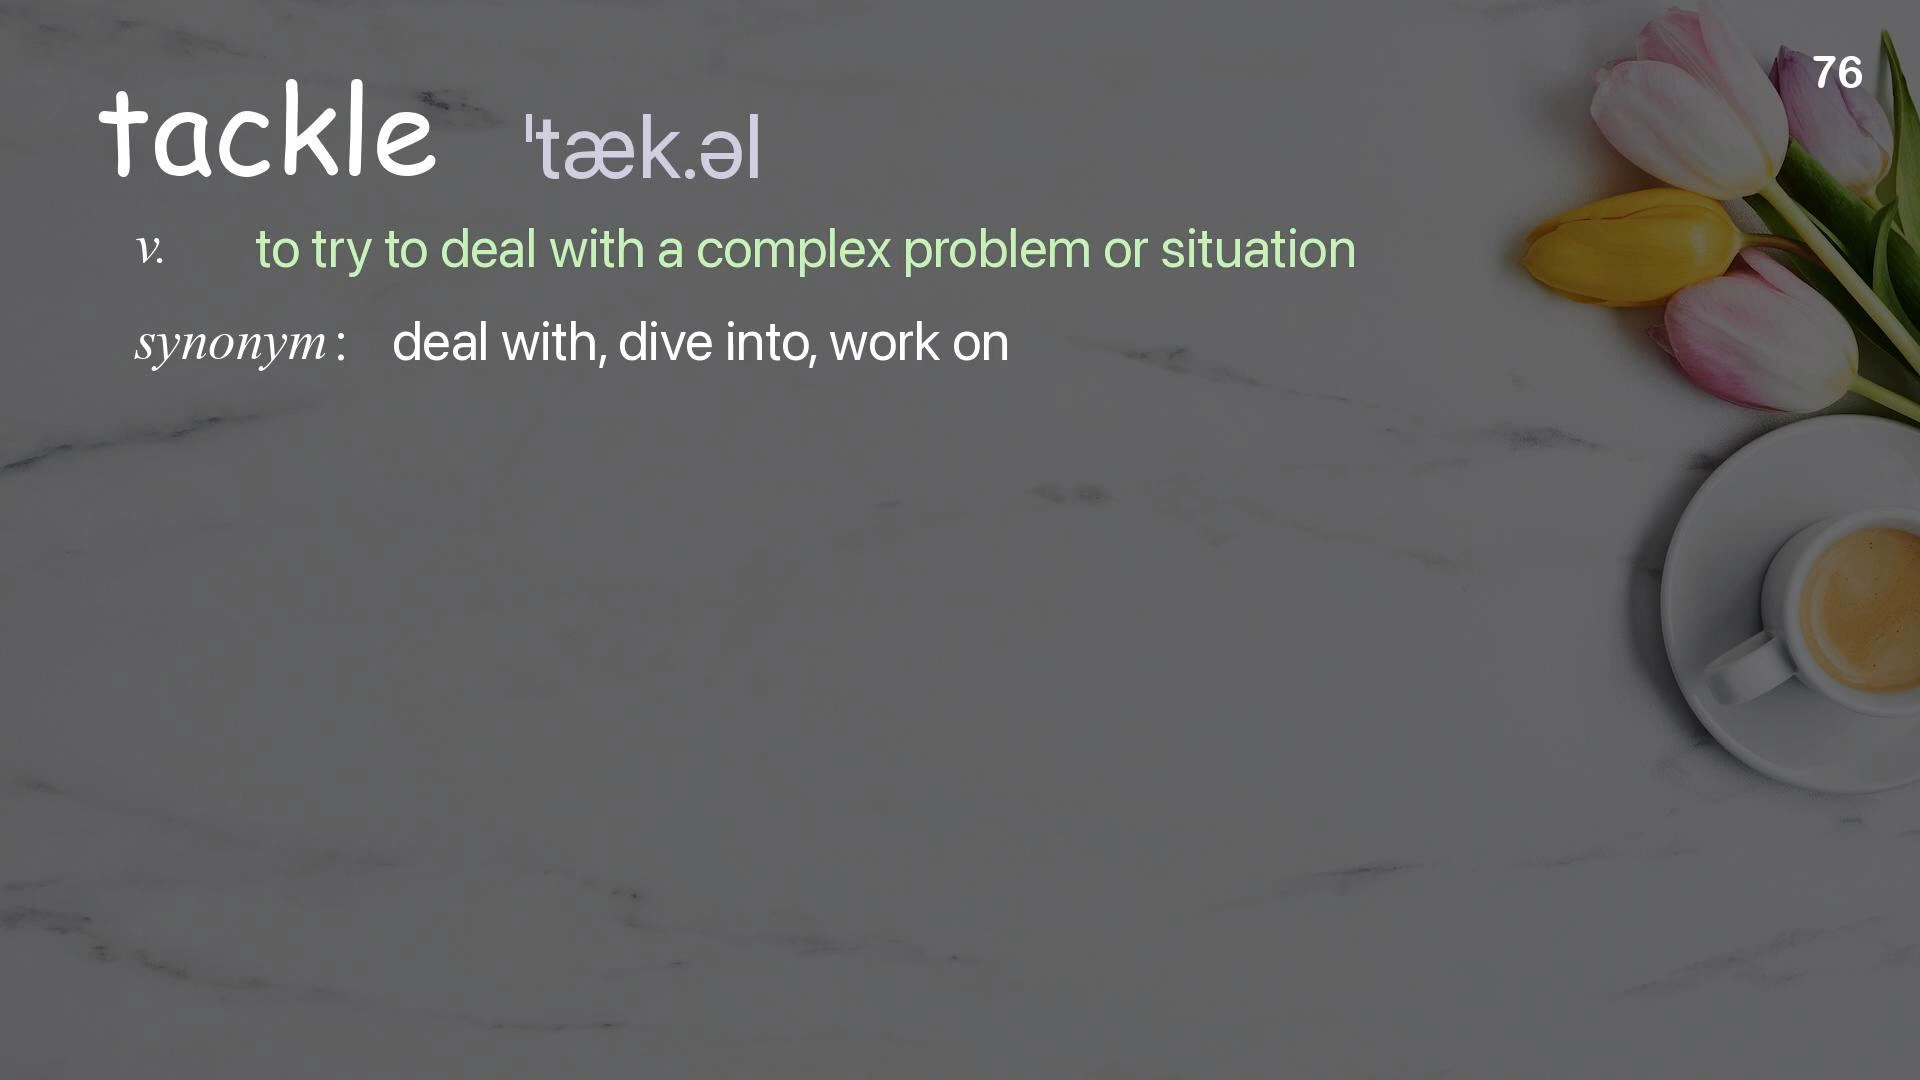 76
tackle ˈtæk.əl
v. to try to deal with a complex problem or situation
synonym: deal with, dive into, work on